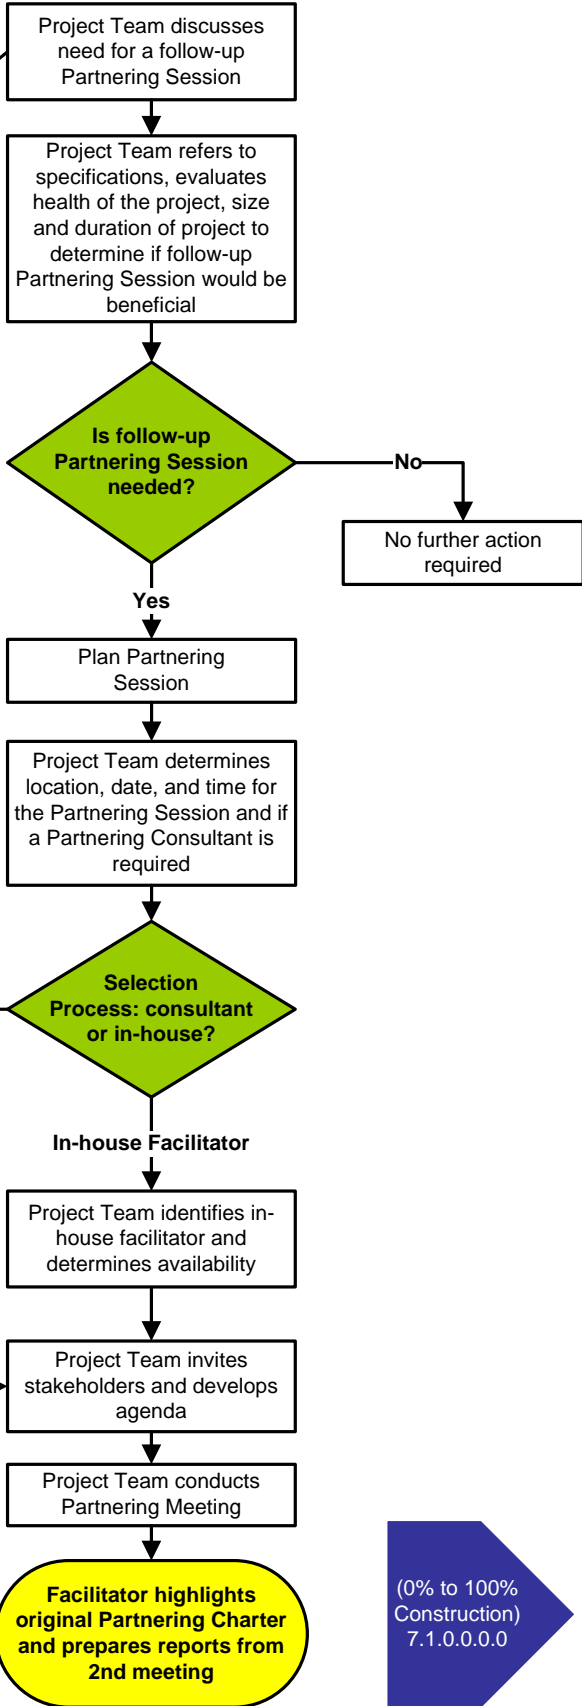 Project Team discusses
need for a follow-up
Partnering Session
Project Team refers to
specifications, evaluates
health of the project, size
and duration of project to
determine if follow-up
Partnering Session would be
beneficial
Is follow-up
Partnering Session
needed?
No
No further action
required
Yes
Plan Partnering
Session
Project Team determines
location, date, and time for
the Partnering Session and if
a Partnering Consultant is
required
Selection
Process: consultant
or in-house?
In-house Facilitator
Project Team identifies in-
house facilitator and
determines availability
Project Team invites
stakeholders and develops
agenda
Project Team conducts
Partnering Meeting
Facilitator highlights
original Partnering Charter
and prepares reports from
2nd meeting
(0% to 100%
Construction)
7.1.0.0.0.0